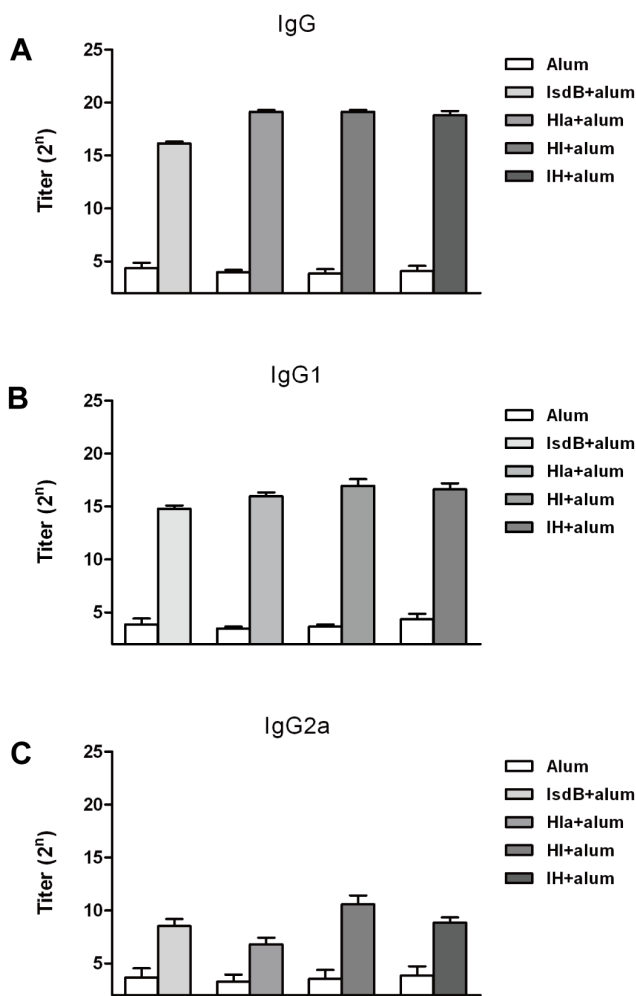 A
IgG
Titer (2ⁿ)
25
20
15
10
5
Alum
IsdB+alum
Hla+alum
HI+alum
IH+alum
B
IgG1
Titer (2ⁿ)
25
20
15
10
5
Alum
IsdB+alum
Hla+alum
HI+alum
IH+alum
C
IgG2a
Titer (2ⁿ)
25
20
15
10
5
Alum
IsdB+alum
Hla+alum
HI+alum
IH+alum